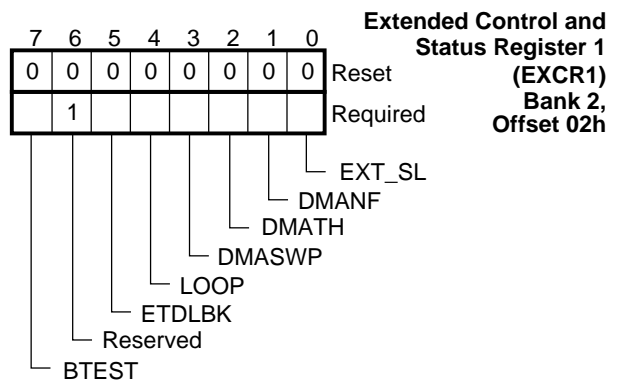 Extended Control and
Status Register 1
(EXCR1)
Bank 2,
Offset 02h
7 6 5 4 3 2 1 0
0 0 0 0 0 0 0 0 Reset
1 Required
EXT_SL
DMANF
DMATH
DMASWP
LOOP
ETDLBK
Reserved
BTEST